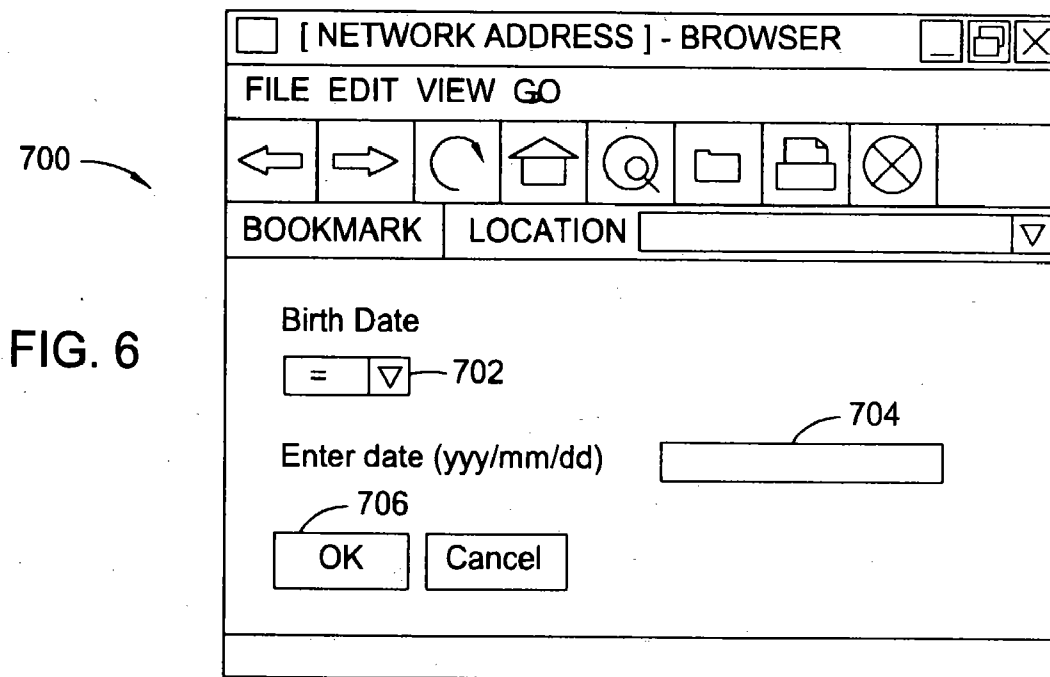 [ NETWORK ADDRESS ] - BROWSER
FILE EDIT VIEW GO
700
BOOKMARK LOCATION
Birth Date
FIG. 6
= 702
704
Enter date (yyy/mm/dd)
706
OK Cancel